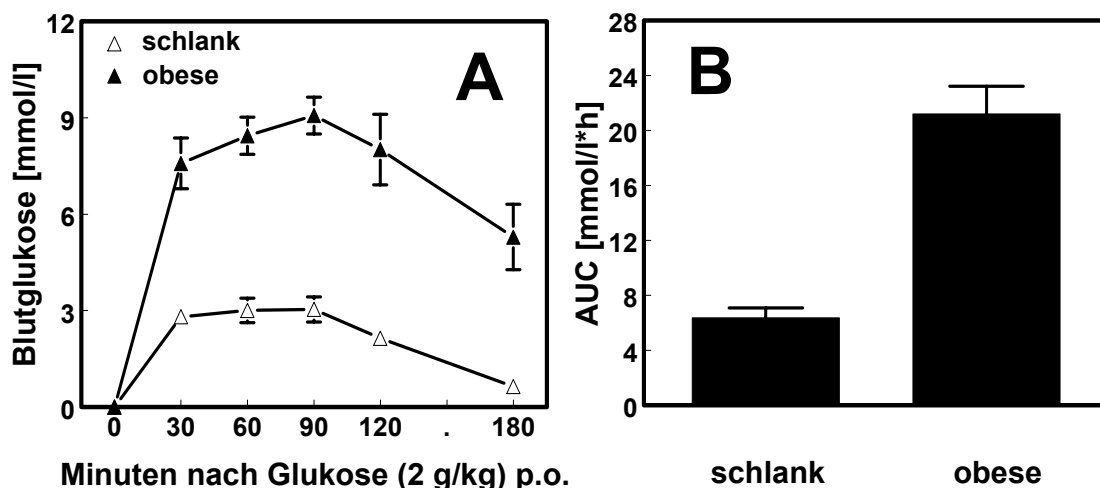 A
schlank
obese
Blutglukose [mmol/l]
12
9
6
3
0
0 30 60 90 120 . 180
Minuten nach Glukose (2 g/kg) p.o.
B
AUC [mmol/l*h]
28
24
20
16
12
8
4
0
schlank obese